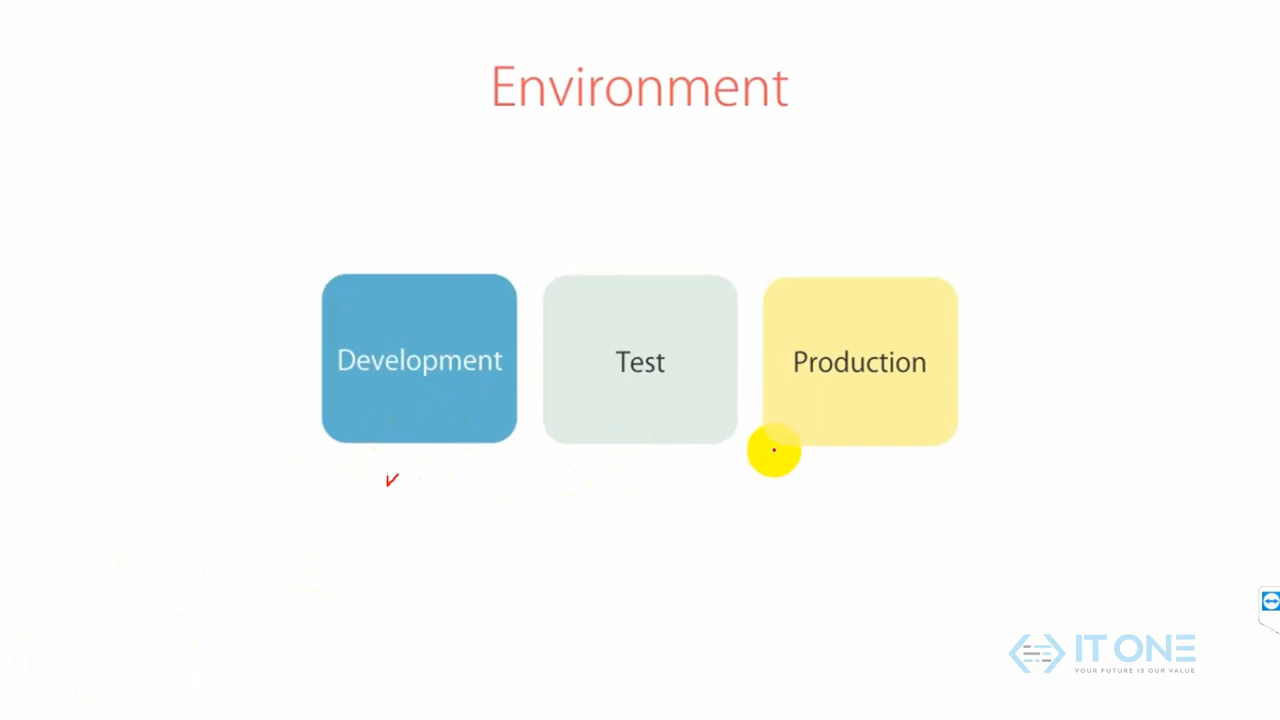 Environment
Development
Test
Production
IT ONE
YOUR FUTURE IS OUR VALUE